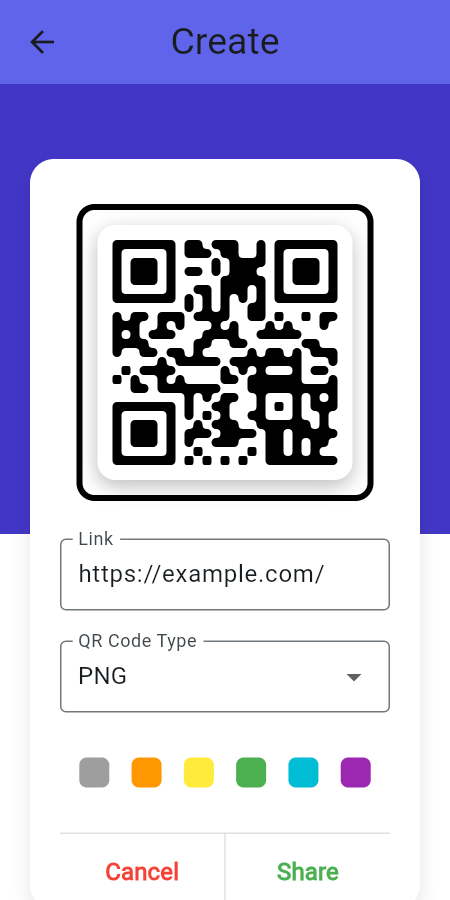 Create
Link
https://example.com/
QR Code Type
PNG
Cancel
Share